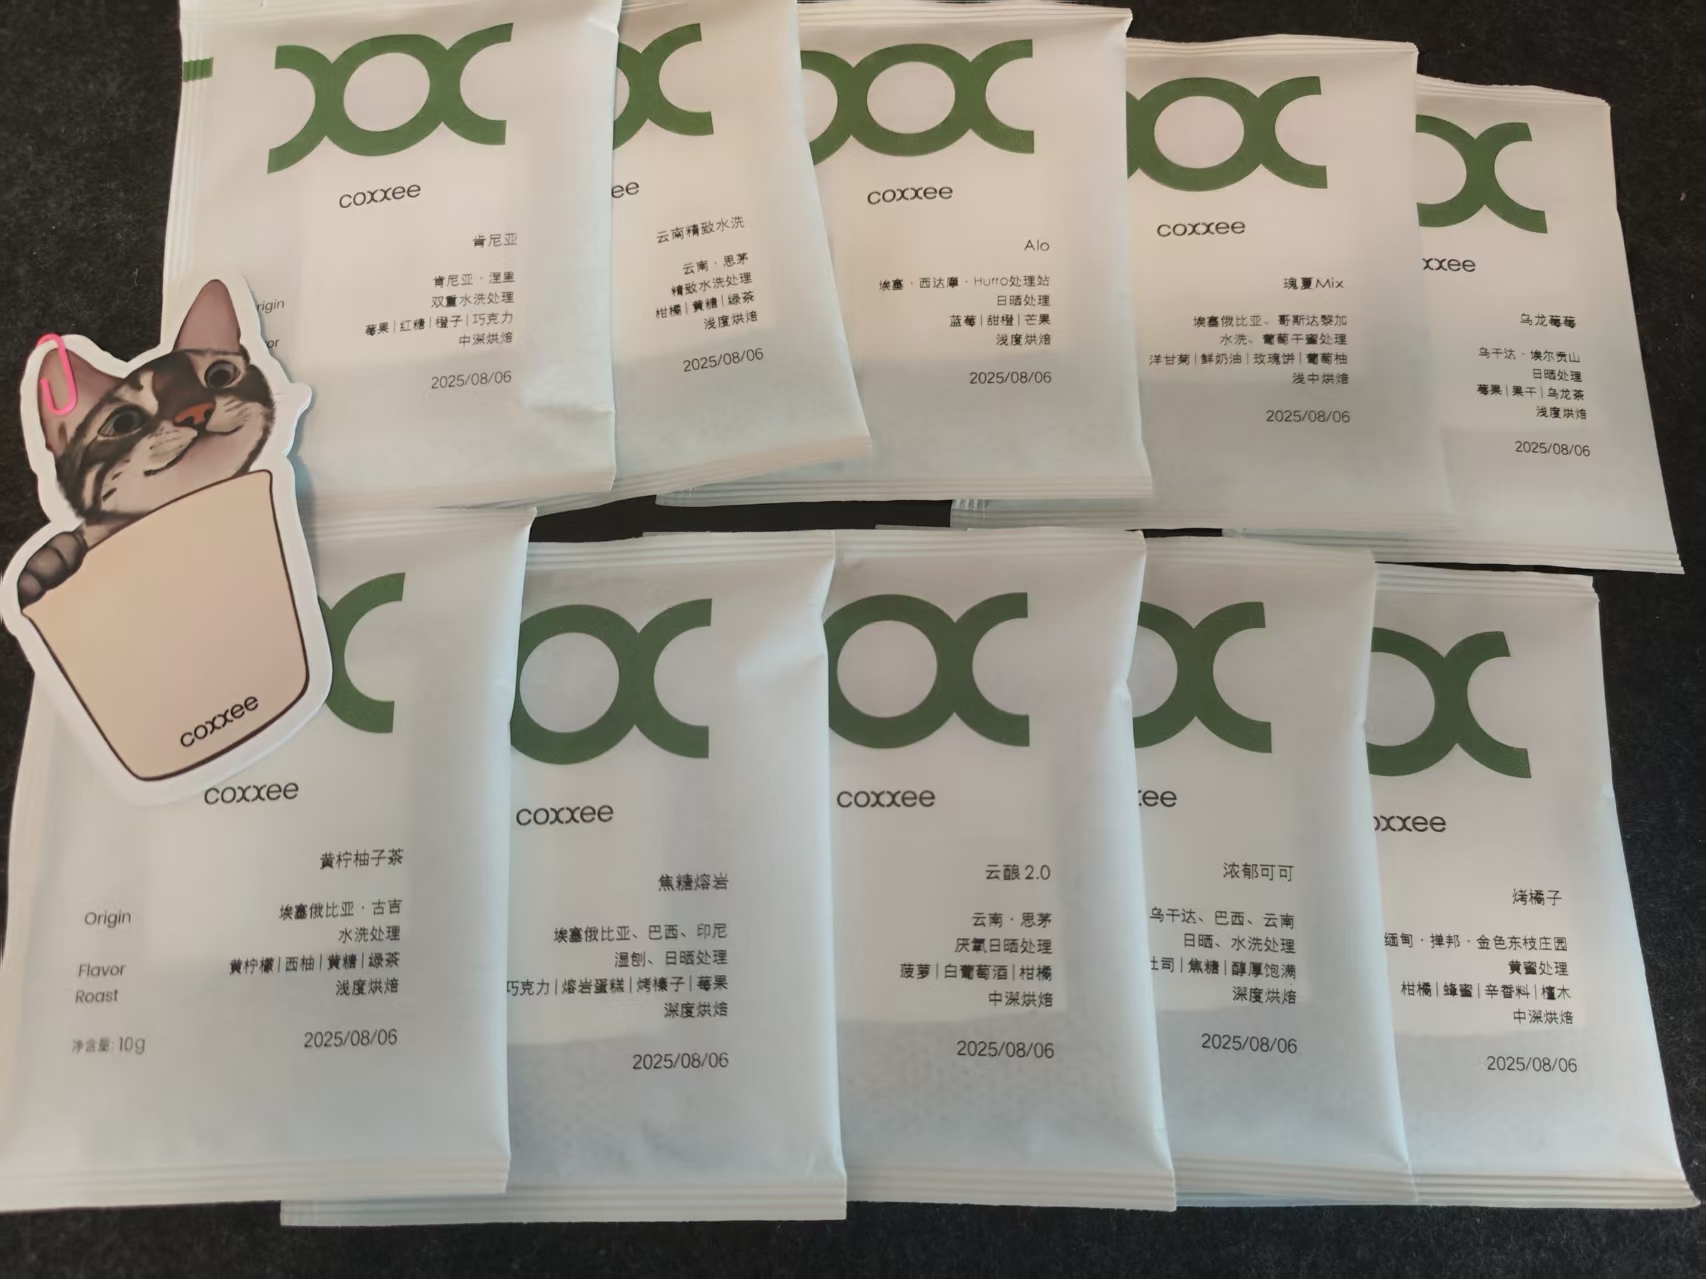 coxxee
肯尼亚
肯尼亚·涅里
双重水洗处理
莓果|红糖|橙子|巧克力
中深烘焙
2025/08/06
ee
云南精致水洗
云南·思茅
精致水洗处理
柑橘|黄糖|绿茶
浅度烘焙
2025/08/06
coxxee
Alo
埃塞·西达摩·Hurro处理站
日晒处理
蓝莓|甜橙|芒果
浅度烘焙
2025/08/06
coxxee
瑰夏Mix
埃塞俄比亚、哥斯达黎加
水洗、葡萄干蜜处理
洋甘菊|鲜奶油|玫瑰饼|葡萄柚
浅中烘焙
2025/08/06
xxee
乌龙莓莓
乌干达·埃尔贡山
日晒处理
莓果|果干|乌龙茶
浅度烘焙
2025/08/06
rigin
or
coxxee
coxxee
黄柠柚子茶
Origin 埃塞俄比亚·古吉
水洗处理
Flavor 黄柠檬|西柚|黄糖|绿茶
Roast 浅度烘焙
净含量: 10g 2025/08/06
coxxee
焦糖熔岩
埃塞俄比亚、巴西、印尼
湿刨、日晒处理
巧克力|熔岩蛋糕|烤榛子|莓果
深度烘焙
2025/08/06
coxxee
云酿2.0
云南·思茅
厌氧日晒处理
菠萝|白葡萄酒|柑橘
中深烘焙
2025/08/06
ee
浓郁可可
乌干达、巴西、云南
日晒、水洗处理
土司|焦糖|醇厚饱满
深度烘焙
2025/08/06
oxxee
烤橘子
缅甸·掸邦·金色东枝庄园
黄蜜处理
柑橘|蜂蜜|辛香料|檀木
中深烘焙
2025/08/06